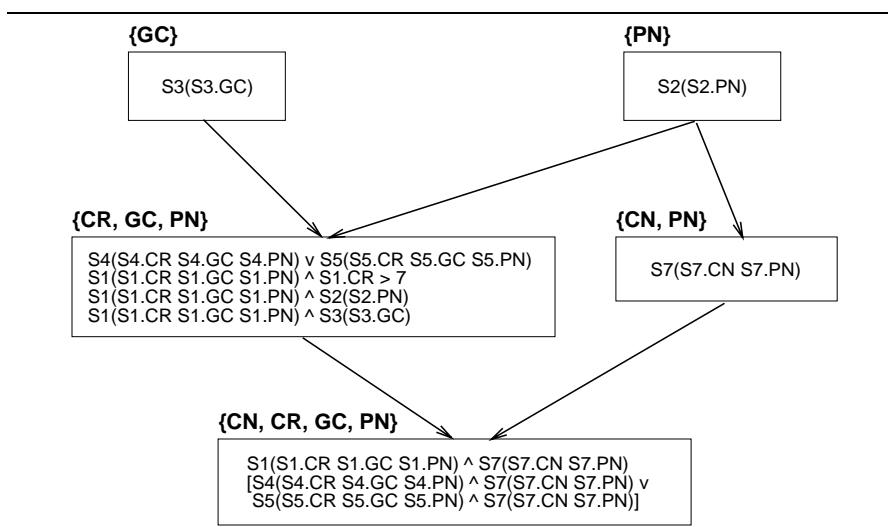 {GC}
{PN}
S3(S3.GC)
S2(S2.PN)
{CR, GC, PN}
{CN, PN}
S4(S4.CR S4.GC S4.PN) v S5(S5.CR S5.GC S5.PN)
S1(S1.CR S1.GC S1.PN) ^ S1.CR > 7
S1(S1.CR S1.GC S1.PN) ^ S2(S2.PN)
S1(S1.CR S1.GC S1.PN) ^ S3(S3.GC)
S7(S7.CN S7.PN)
{CN, CR, GC, PN}
S1(S1.CR S1.GC S1.PN) ^ S7(S7.CN S7.PN)
[S4(S4.CR S4.GC S4.PN) ^ S7(S7.CN S7.PN) v
S5(S5.CR S5.GC S5.PN) ^ S7(S7.CN S7.PN)]